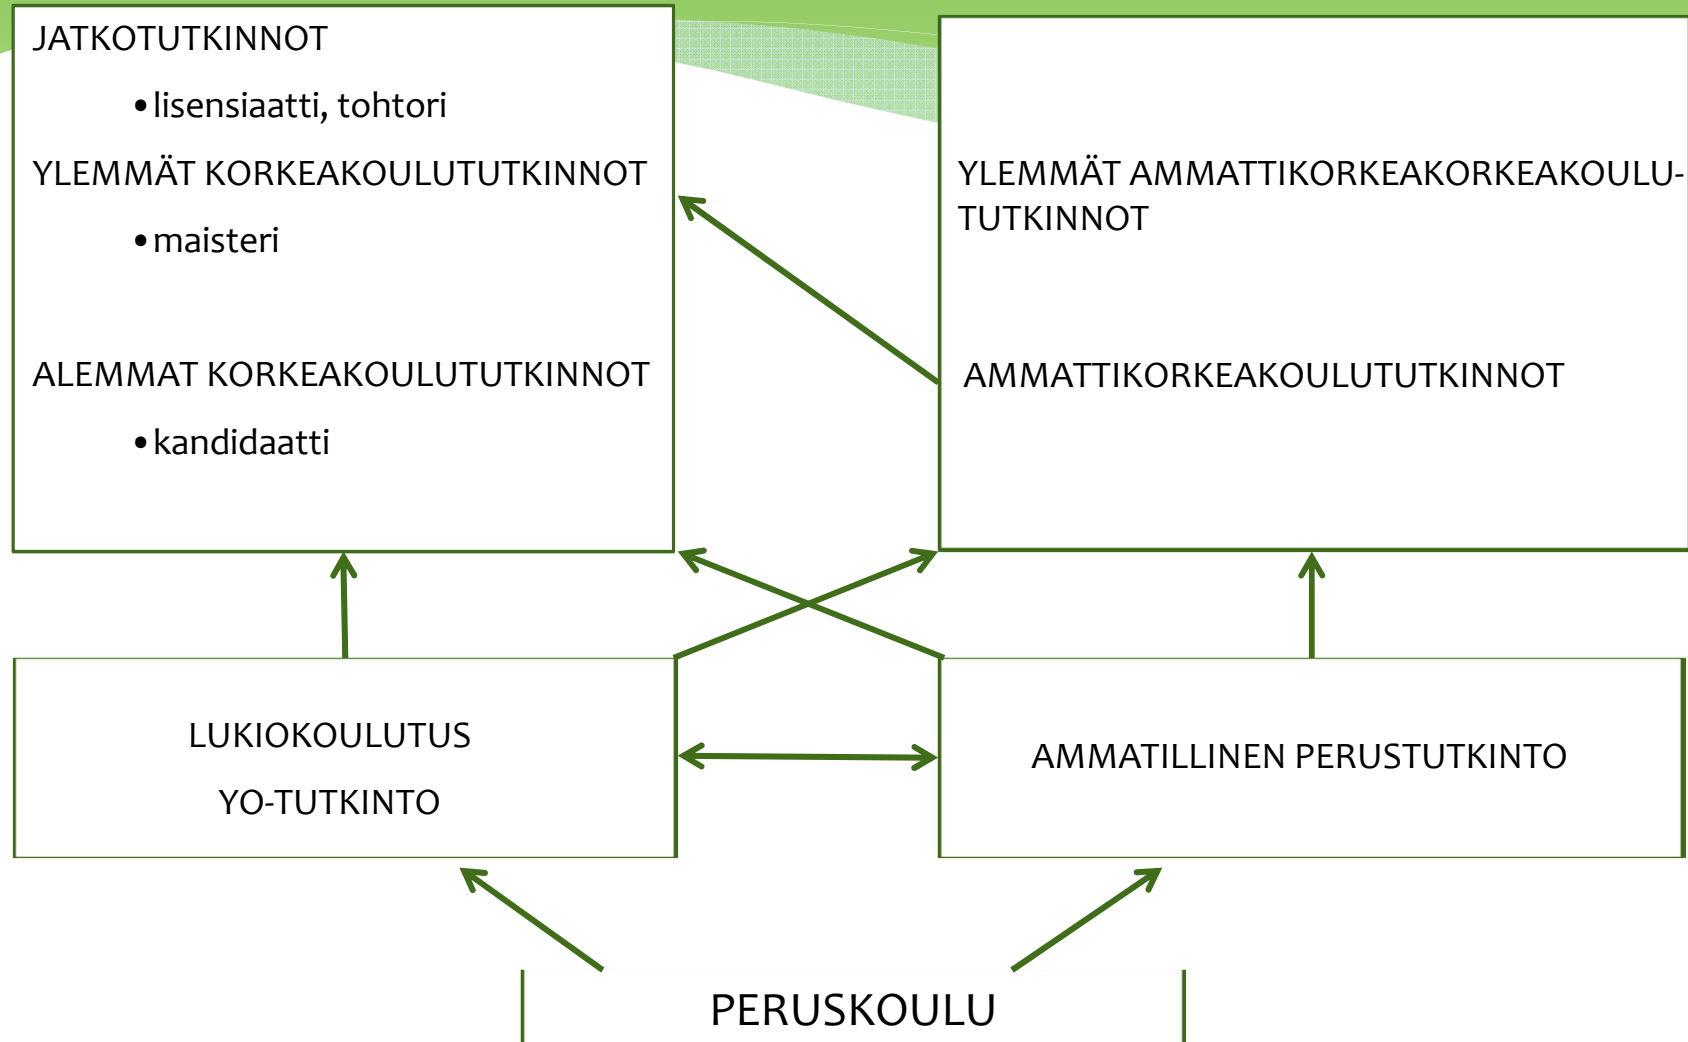 JATKOTUTKINNOT
• lisensiaatti, tohtori
YLEMMÄT KORKEAKOULUTUTKINNOT
• maisteri
ALEMMAT KORKEAKOULUTUTKINNOT
• kandidaatti
YLEMMÄT AMMATTIKORKEAKORKEAKOULU-
TUTKINNOT
AMMATTIKORKEAKOULUTUTKINNOT
LUKIOKOULUTUS
YO-TUTKINTO
AMMATILLINEN PERUSTUTKINTO
PERUSKOULU